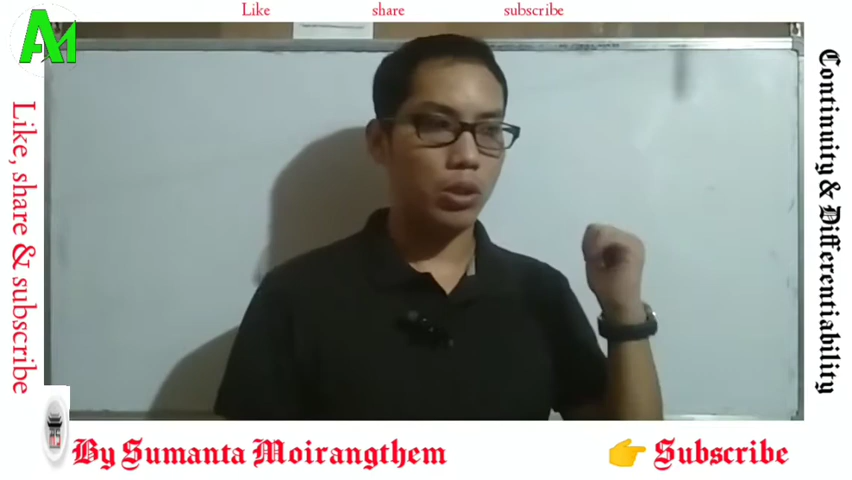 Like share subscribe
AM
Like, share & subscribe
Continuity & Differentiability
By Sumanta Moirangthem
Subscribe